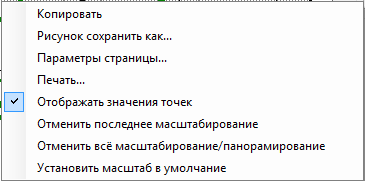 Копировать
Рисунок сохранить как...
Параметры страницы...
Печать...
Отображать значения точек
Отменить последнее масштабирование
Отменить всё масштабирование/панорамирование
Установить масштаб в умолчание